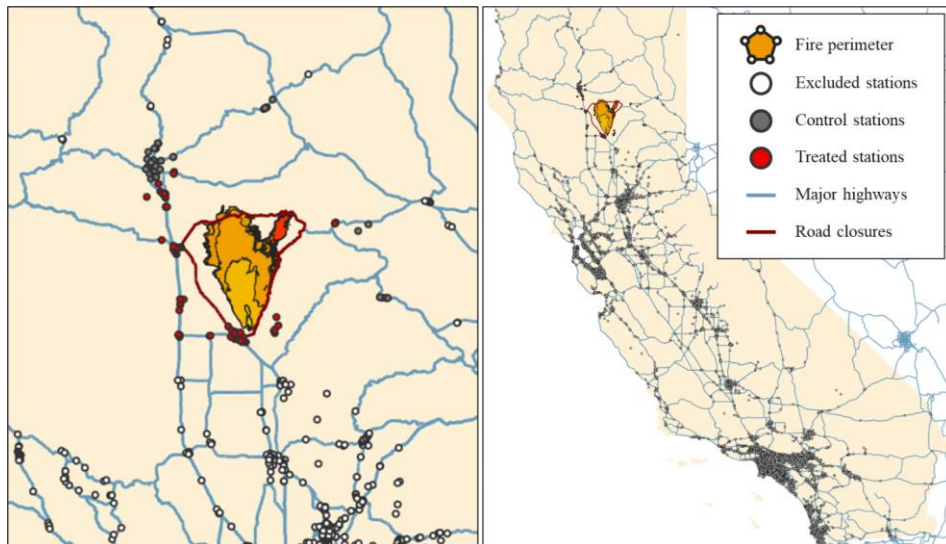 Fire perimeter
Excluded stations
Control stations
Treated stations
Major highways
Road closures